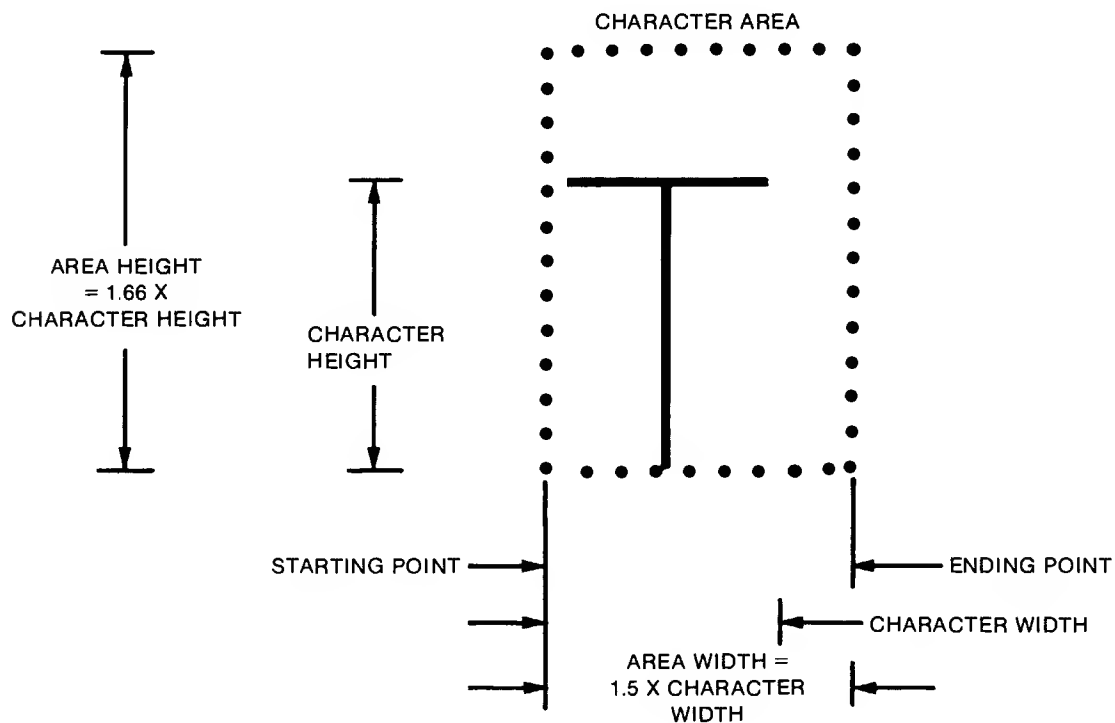 CHARACTER AREA
AREA HEIGHT
= 1.66 X
CHARACTER HEIGHT
CHARACTER
HEIGHT
STARTING POINT
ENDING POINT
CHARACTER WIDTH
AREA WIDTH =
1.5 X CHARACTER
WIDTH